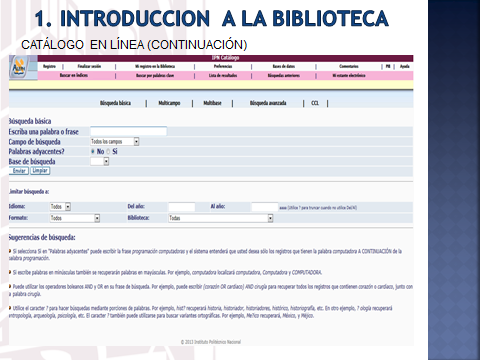 1. INTRODUCCION A LA BIBLIOTECA
CATÁLOGO EN LÍNEA (CONTINUACIÓN)
IPN Catálogo
Registro | Finalizar sesión | Mi registro en la Biblioteca | Preferencias | Bases de datos | Comentarios | PIB | Ayuda
Buscar en índices | Buscar por palabras clave | Lista de resultados | Búsquedas anteriores | Mi estante electrónico
Búsqueda básica | Multicampo | Multibase | Búsqueda avanzada | CCL |
Búsqueda básica
Escriba una palabra o frase
Campo de búsqueda Todos los campos
Palabras adyacentes? No Si
Base de búsqueda
Enviar Limpiar
Limitar búsqueda a:
Idioma: Todos Del año: Al año: aaaa (Utilice ? para truncar cuando no utilice De/Al)
Formato: Todos Biblioteca: Todas
Sugerencias de búsqueda:
Si selecciona Si en "Palabras adyacentes" puede escribir la frase programación computadoras y el sistema entenderá que usted desea sólo los registros que tienen la palabra computadora A CONTINUACIÓN de la
palabra programación.
Si escribe palabras en minúsculas también se recuperarán palabras en mayúsculas. Por ejemplo, computadora localizará computadora, Computadora y COMPUTADORA.
Puede utilizar los operadores boleanos AND y OR en su frase de búsqueda. Por ejemplo, puede escribir (corazón OR cardiaco) AND cirugía para recuperar todos los registros que contienen corazón o cardiaco, junto con
la palabra cirugía.
Utilice el carácter ? para hacer búsquedas mediante porciones de palabras. Por ejemplo, hist? recuperará historia, historiador, historiadores, histórico, historiografía, etc. En otro ejemplo, ? ología recuperará
antropología, arqueología, psicología, etc. El caracter ? también puede utilizarse para buscar variantes ortográficas. Por ejemplo, Me?ico recuperará, México, y Méjico.
© 2013 Instituto Politécnico Nacional